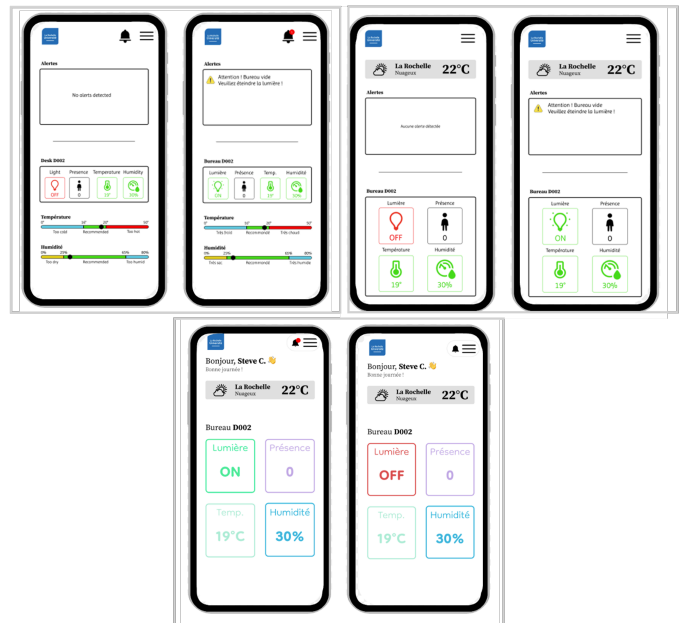 Alertes
No alerts detected
Desk D002
Light Présence Temperature Humidity
OFF 0 19° 30%
Température
0° 16° 20° 50°
Too cold Recommended Too hot
Humidité
0% 25% 65% 80%
Too dry Recommended Too humid
Alertes
Attention ! Bureau vide
Veuillez éteindre la lumière !
Bureau D002
Lumière Présence Temp. Humidité
ON 0 19° 30%
Température
Très froid Recommended Très chaud
Humidité
Très sec Recommended Très humide
La Rochelle
Nuageux
22°C
Alertes
Aucune alerte détectée
Bureau D002
Lumière Présence
OFF 0
Température Humidité
19° 30%
La Rochelle
Nuageux
22°C
Alertes
Attention ! Bureau vide
Veuillez éteindre la lumière !
Bureau D002
Lumière Présence
ON 0
Température Humidité
19° 30%
Bonjour, Steve C.
Bonne journée !
La Rochelle
Nuageux
22°C
Bureau D002
Lumière Présence
ON 0
Temp. Humidité
19°C 30%
Bonjour, Steve C.
Bonne journée !
La Rochelle
Nuageux
22°C
Bureau D002
Lumière Présence
OFF 0
Temp. Humidité
19°C 30%